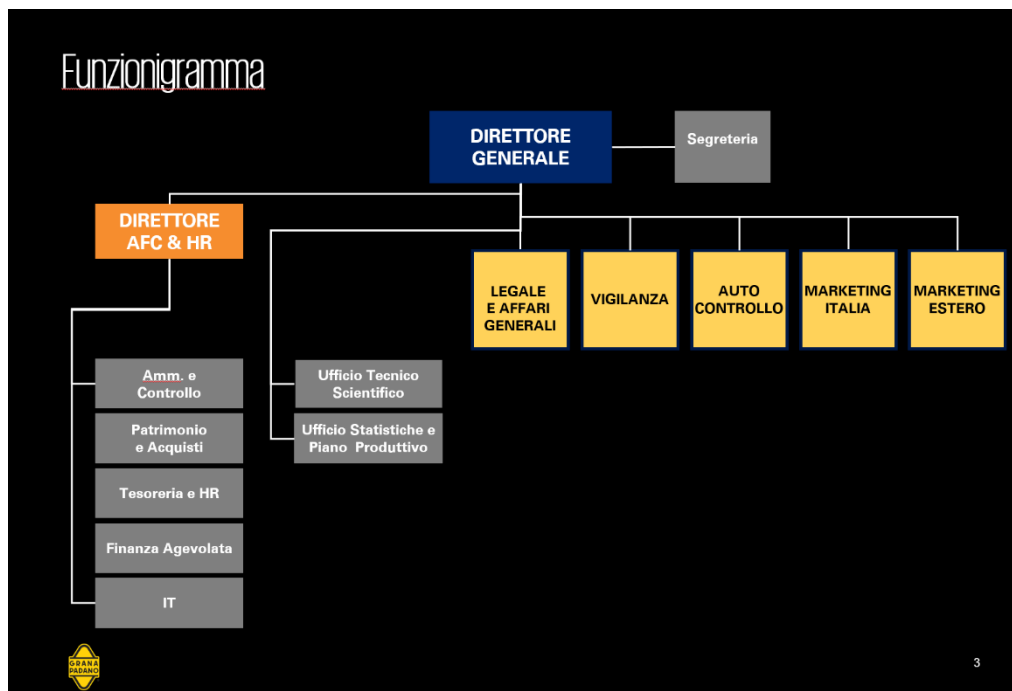 Funzionigramma
DIRETTORE
GENERALE
Segreteria
DIRETTORE
AFC & HR
LEGALE
E AFFARI
GENERALI
VIGILANZA
AUTO
CONTROLLO
MARKETING
ITALIA
MARKETING
ESTERO
Amm. e
Controllo
Patrimonio
e Acquisti
Tesoreria e HR
Finanza Agevolata
IT
Ufficio Tecnico
Scientifico
Ufficio Statistiche e
Piano Produttivo
GRANA
PADANO
3